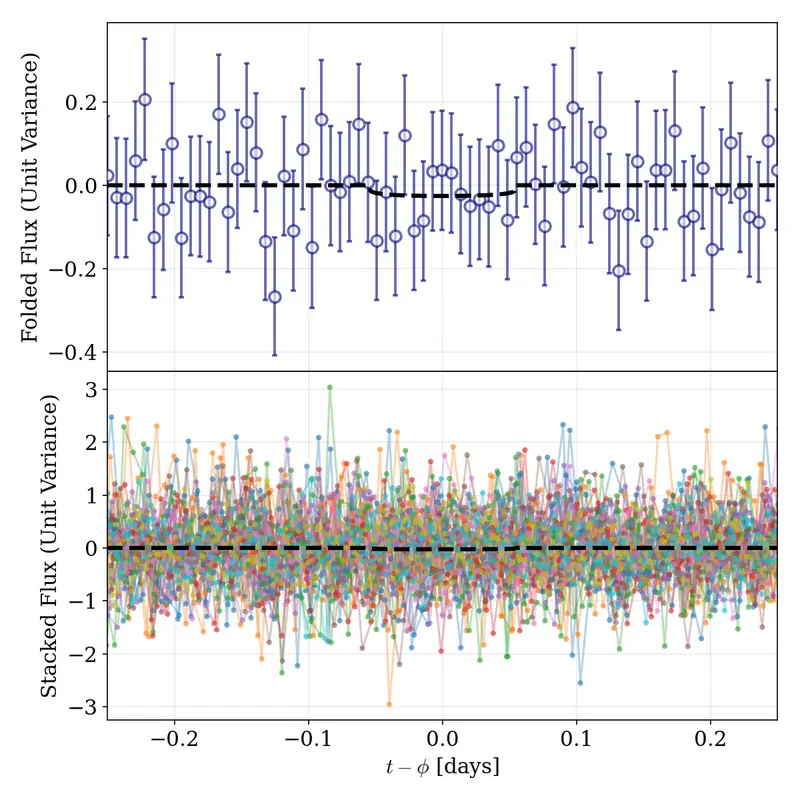 Folded Flux (Unit Variance)
0.2
0.0
−0.2
−0.4
Stacked Flux (Unit Variance)
3
2
1
0
−1
−2
−3
−0.2 −0.1 0.0 0.1 0.2
t − ϕ [days]